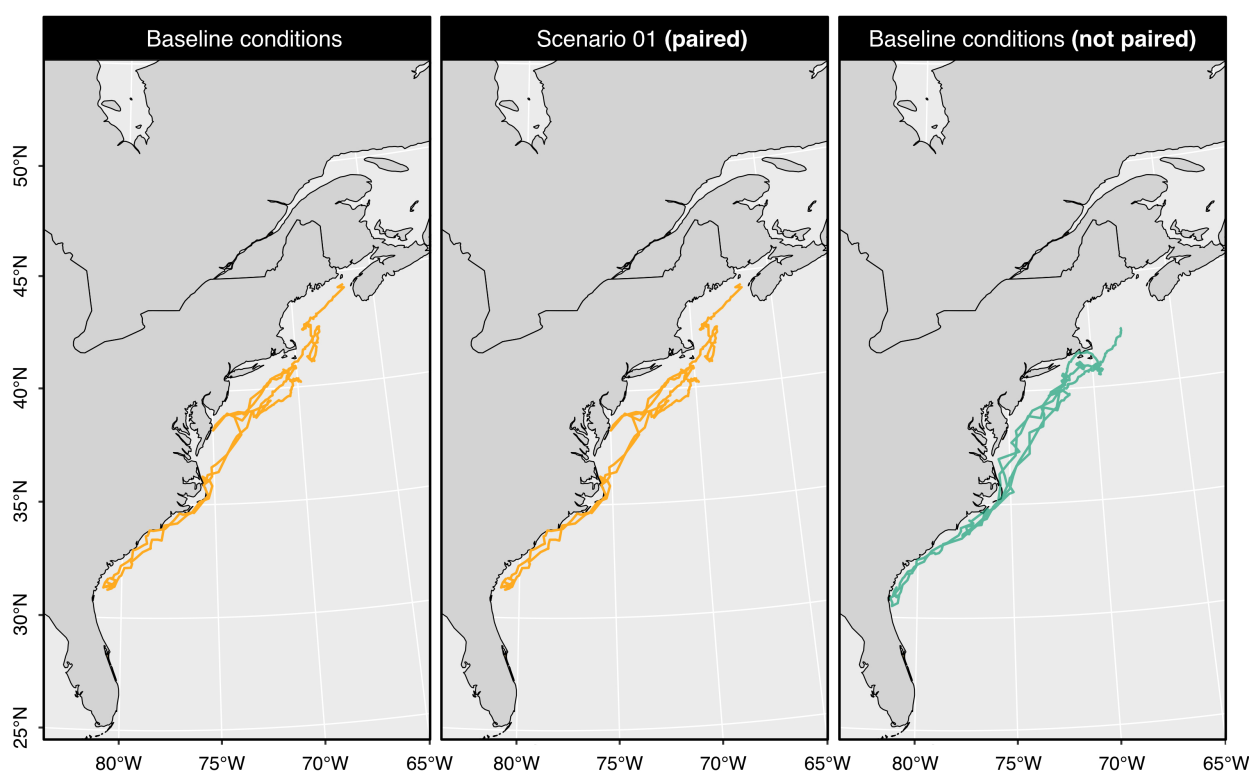 Baseline conditions
Scenario 01 (paired)
Baseline conditions (not paired)
50°N
45°N
40°N
35°N
30°N
25°N
80°W 75°W 70°W 65°W 80°W 75°W 70°W 65°W 80°W 75°W 70°W 65°W